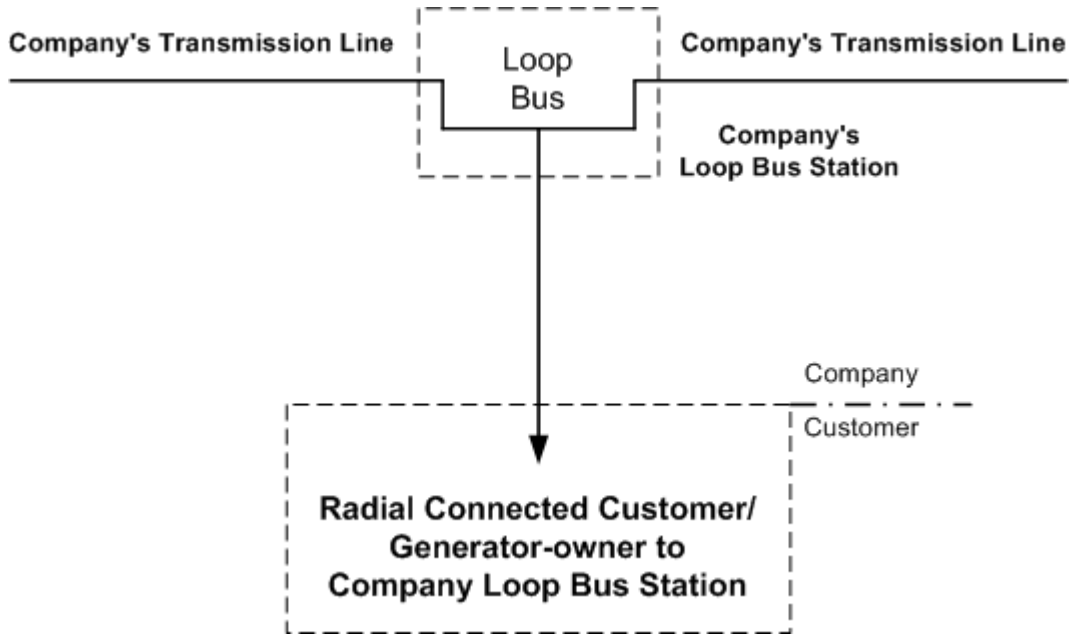 Company's Transmission Line
Loop
Bus
Company's Transmission Line
Company's
Loop Bus Station
Company
Customer
Radial Connected Customer/
Generator-owner to
Company Loop Bus Station